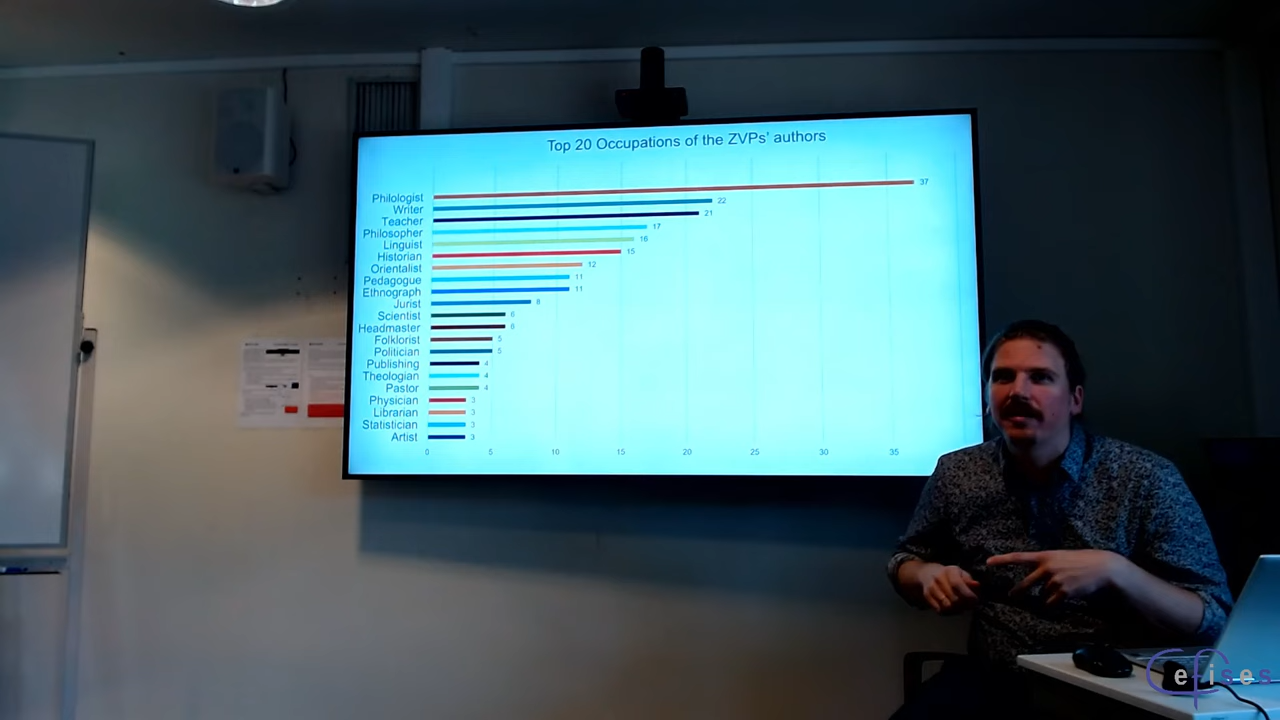 Top 20 Occupations of the ZVPs' authors
Philologist 37
Writer 22
Teacher 21
Philosopher 17
Linguist 16
Historian 15
Orientalist 12
Pedagogue 11
Ethnograph 11
Jurist 8
Scientist 6
Headmaster 6
Folklorist 5
Politician 5
Publishing 4
Theologian 4
Pastor 4
Physician 3
Librarian 3
Statistician 3
Artist 3
0 5 10 15 20 25 30 35
Cefises